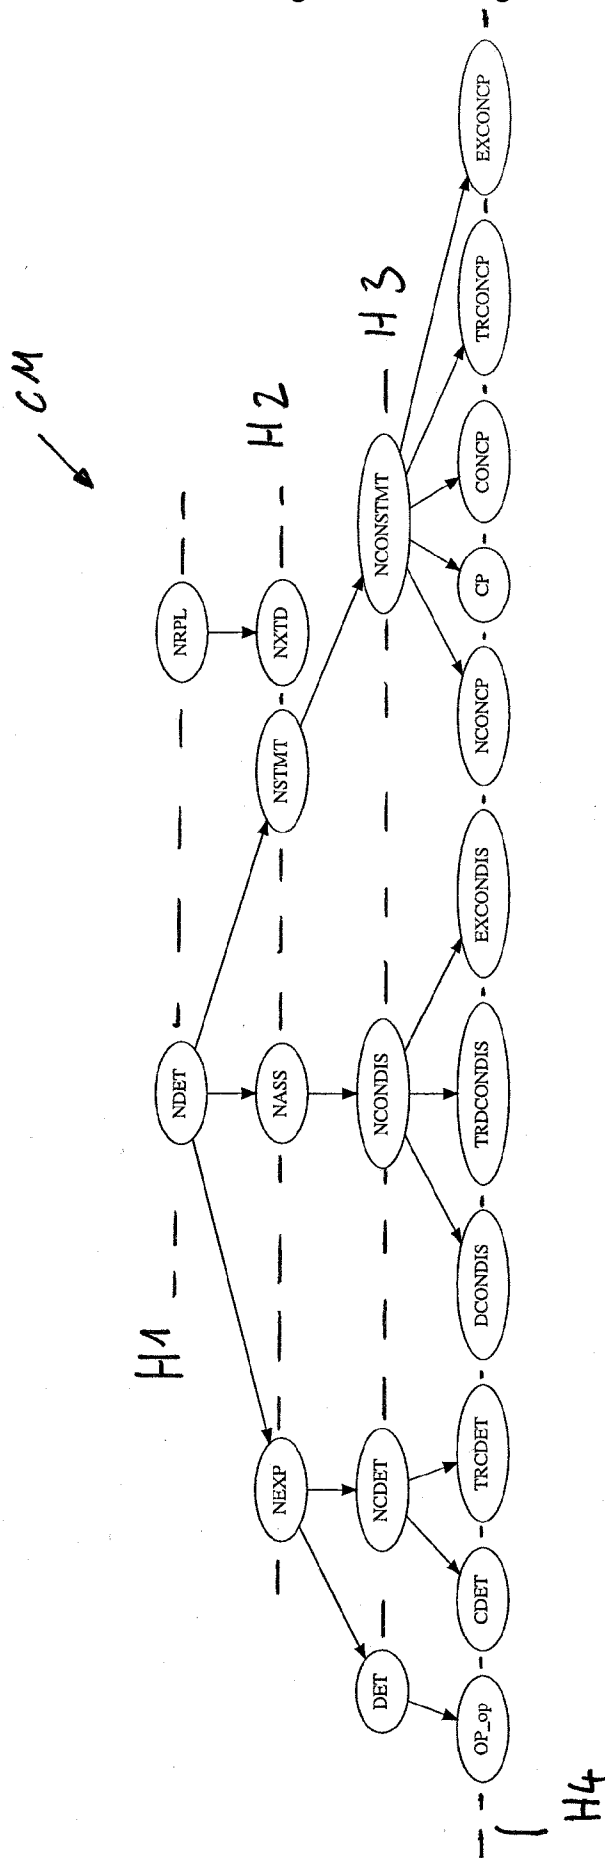 CM
H1
NDET
NRPL
NEXP
NASS
NSTMT
NXTD
H2
DET
NCDET
NCONDIS
NCONSTMT
H3
H4
OP_op
CDET
TRCDET
DCONDIS
TRDCONDIS
EXCONDIS
NCONCP
CP
CONCP
TRCONCP
EXCONCP